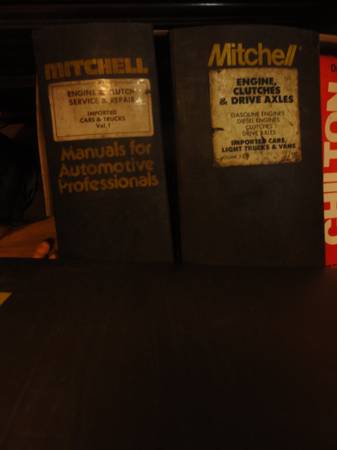 MITCHELL
ENGINE & CLUTCH
SERVICE & REPAIR
IMPORTED
CARS & TRUCKS
Vol. 1
Manuals for
Automotive
Professionals
Mitchell
ENGINE,
CLUTCHES
& DRIVE AXLES
GASOLINE ENGINES
DIESEL ENGINES
CLUTCHES
DRIVE AXLES
IMPORTED CARS,
LIGHT TRUCKS & VANS
VOLUME
CHILTON